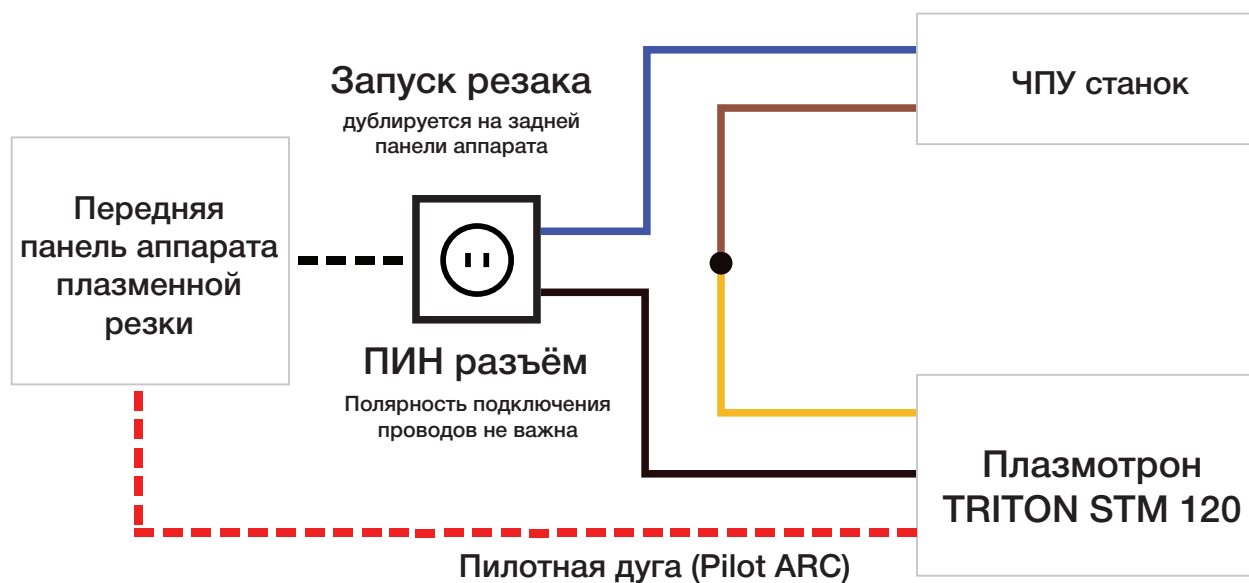 Запуск резака
дублируется на задней
панели аппарата
ЧПУ станок
Передняя
панель аппарата
плазменной
резки
ПИН разъём
Полярность подключения
проводов не важна
Плазмотрон
TRITON STM 120
Пилотная дуга (Pilot ARC)